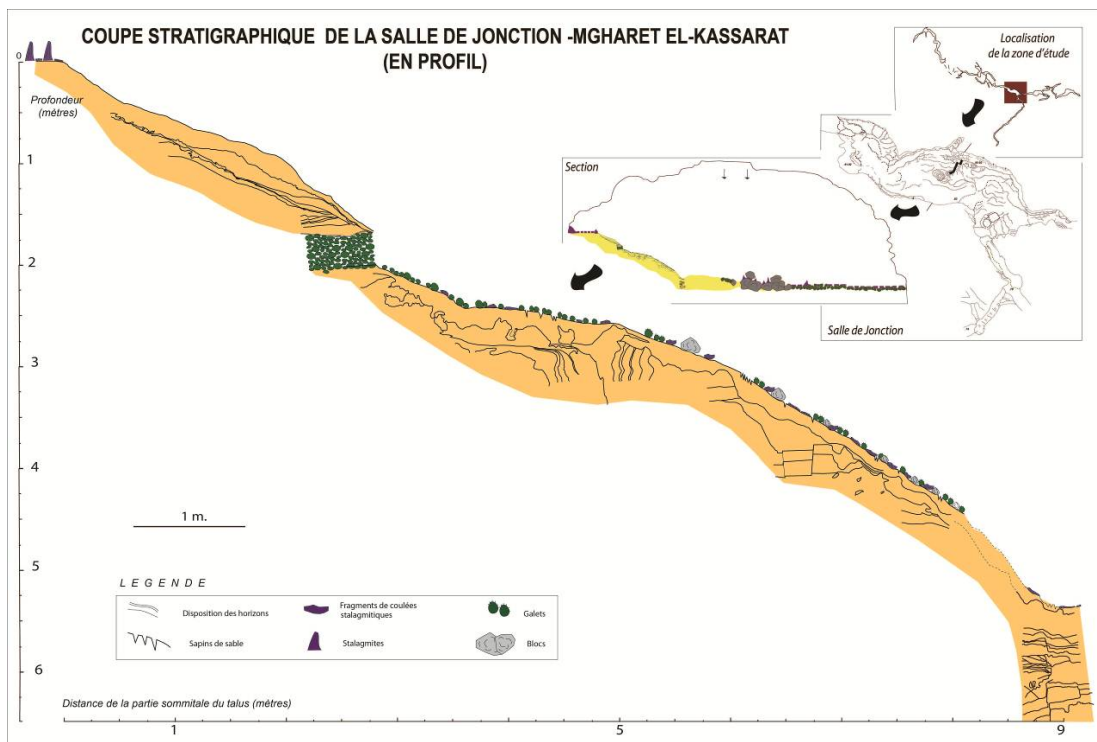 COUPE STRATIGRAPHIQUE DE LA SALLE DE JONCTION -MGHARET EL-KASSARAT
(EN PROFIL)
Localisation
de la zone d'étude
Section
Salle de Jonction
0
Profondeur
(mètres)
1
2
3
4
5
6
1 m.
LEGENDE
Disposition des horizons
Fragments de coulées
stalagmitiques
Galets
Sapins de sable
Stalagmites
Blocs
Distance de la partie sommitale du talus (mètres)
1
5
9